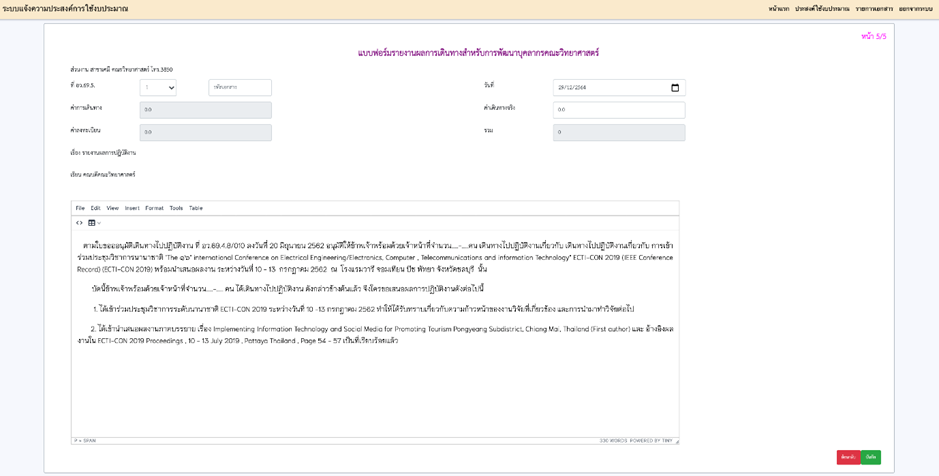 ระบบแจ้งความประสงค์การใช้งบประมาณ
หน้าแรก ประสงค์ใช้งบประมาณ รายการเอกสาร ออกจากระบบ
หน้า 5/5
แบบฟอร์มรายงานผลการเดินทางสำหรับการพัฒนาบุคลากรคณะวิทยาศาสตร์
ส่วนงาน สาขาเคมี คณะวิทยาศาสตร์ โทร.3850
ที่ อว.69.5. 1 รหัสเอกสาร วันที่ 29/12/2564
ค่าการเดินทาง 0.0 ค่าเดินทางจริง 0.0
ค่าลงทะเบียน 0.0 รวม 0
เรื่อง รายงานผลการปฏิบัติงาน
เรียน คณบดีคณะวิทยาศาสตร์
File Edit View Insert Format Tools Table
ตามใบขออนุมัติเดินทางไปปฏิบัติงาน ที่ อว.69.4.8/010 ลงวันที่ 20 มิถุนายน 2562 อนุมัติให้ข้าพเจ้าพร้อมด้วยเจ้าหน้าที่จำนวน....-....คน เดินทางไปปฏิบัติงานเกี่ยวกับ เดินทางไปปฏิบัติงานเกี่ยวกับ การเข้า
ร่วมประชุมวิชาการนานาชาติ "The ๑/๖" international Conference on Electrical Engineering/Electronics, Computer , Telecommunications and information Technology" ECTI-CON 2019 (IEEE Conference
Record) (ECTI-CON 2019) พร้อมนำเสนอผลงาน ระหว่างวันที่ 10 - 13 กรกฎาคม 2562 ณ โรงแรมวารี จอมเทียน บีช พัทยา จังหวัดชลบุรี นั้น
บัดนี้ข้าพเจ้าพร้อมด้วยเจ้าหน้าที่จำนวน....-.... คน ได้เดินทางไปปฏิบัติงาน ดังกล่าวข้างต้นแล้ว จึงใคร่ขอเสนอผลการปฏิบัติงานดังต่อไปนี้
1. ได้เข้าร่วมประชุมวิชาการระดับนานาชาติ ECTI-CON 2019 ระหว่างวันที่ 10 -13 กรกฎาคม 2562 ทำให้ได้รับทราบเกี่ยวกับความก้าวหน้าของงานวิจัยที่เกี่ยวข้อง และการนำมาทำวิจัยต่อไป
2. ได้เข้านำเสนอผลงานภาคบรรยาย เรื่อง Implementing Information Technology and Social Media for Promoting Tourism Pongyeang Subdistrict, Chiang Mai, Thailand (First author) และ อ้างอิงผล
งานใน ECTI-CON 2019 Proceedings , 10 - 13 July 2019 , Pattaya Thailand , Page 54 - 57 เป็นที่เรียบร้อยแล้ว
P » SPAN 330 WORDS POWERED BY TINY
ย้อนกลับ บันทึก